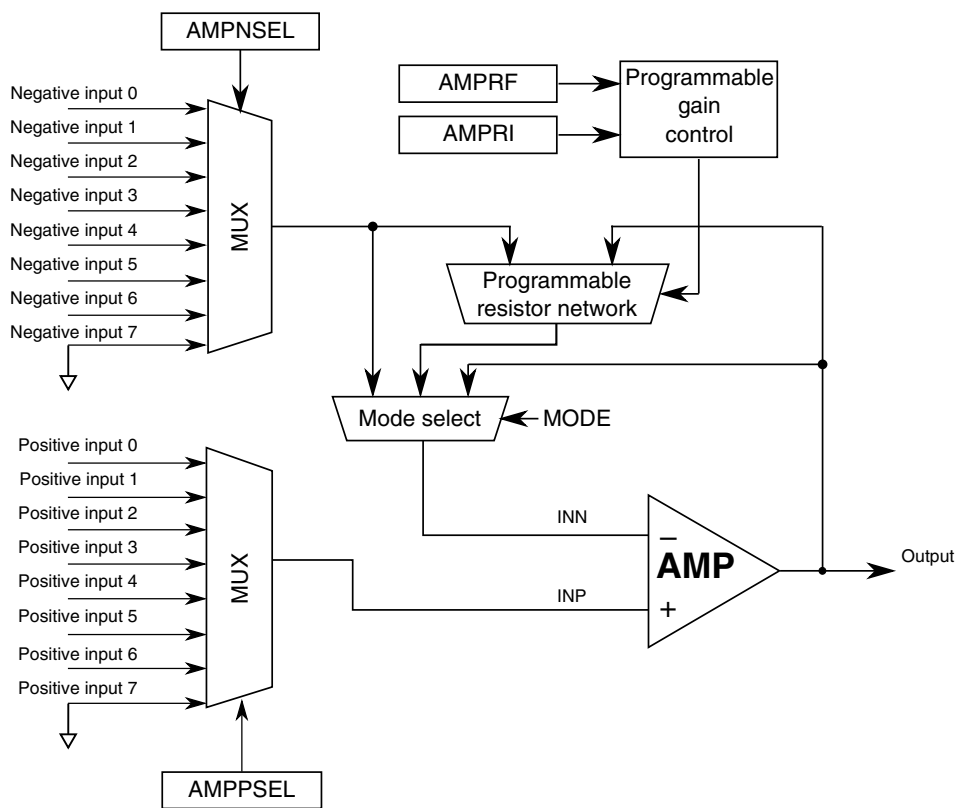 AMPNSEL
Negative input 0
Negative input 1
Negative input 2
Negative input 3
Negative input 4
Negative input 5
Negative input 6
Negative input 7
MUX
AMPRF
AMPRI
Programmable
gain
control
Programmable
resistor network
Mode select
MODE
Positive input 0
Positive input 1
Positive input 2
Positive input 3
Positive input 4
Positive input 5
Positive input 6
Positive input 7
MUX
INN
INP
−
AMP
+
Output
AMPPSEL